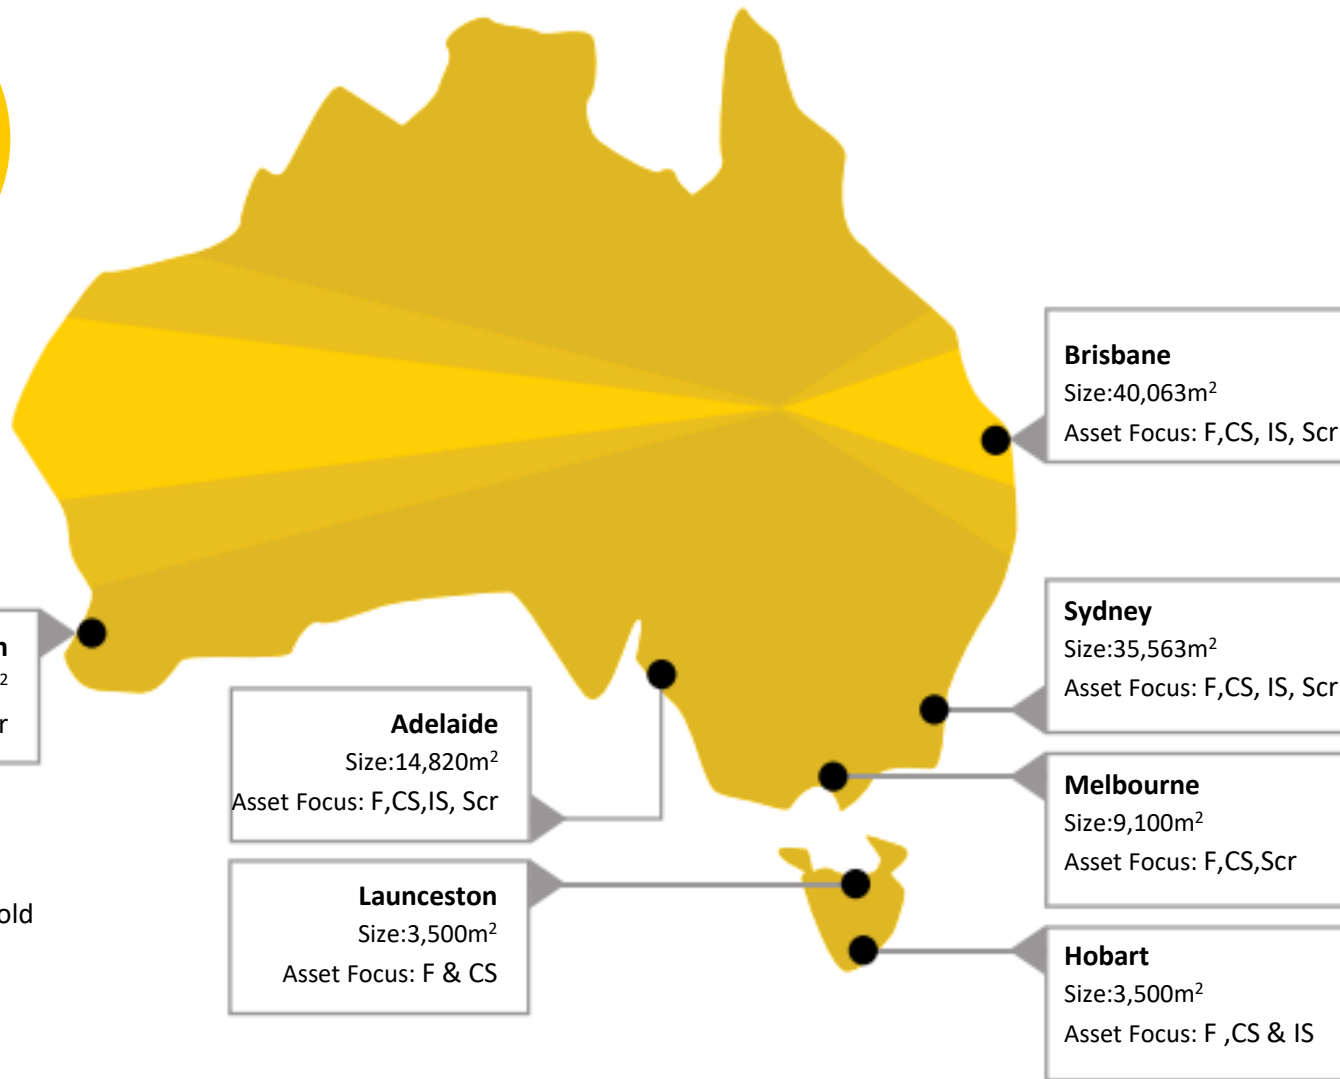 Brisbane
Size:40,063m²
Asset Focus: F,CS, IS, Scr
Sydney
Size:35,563m²
Asset Focus: F,CS, IS, Scr
n
²
r
Adelaide
Size:14,820m²
Asset Focus: F,CS,IS, Scr
Melbourne
Size:9,100m²
Asset Focus: F,CS,Scr
Launceston
Size:3,500m²
Asset Focus: F & CS
old
Hobart
Size:3,500m²
Asset Focus: F ,CS & IS